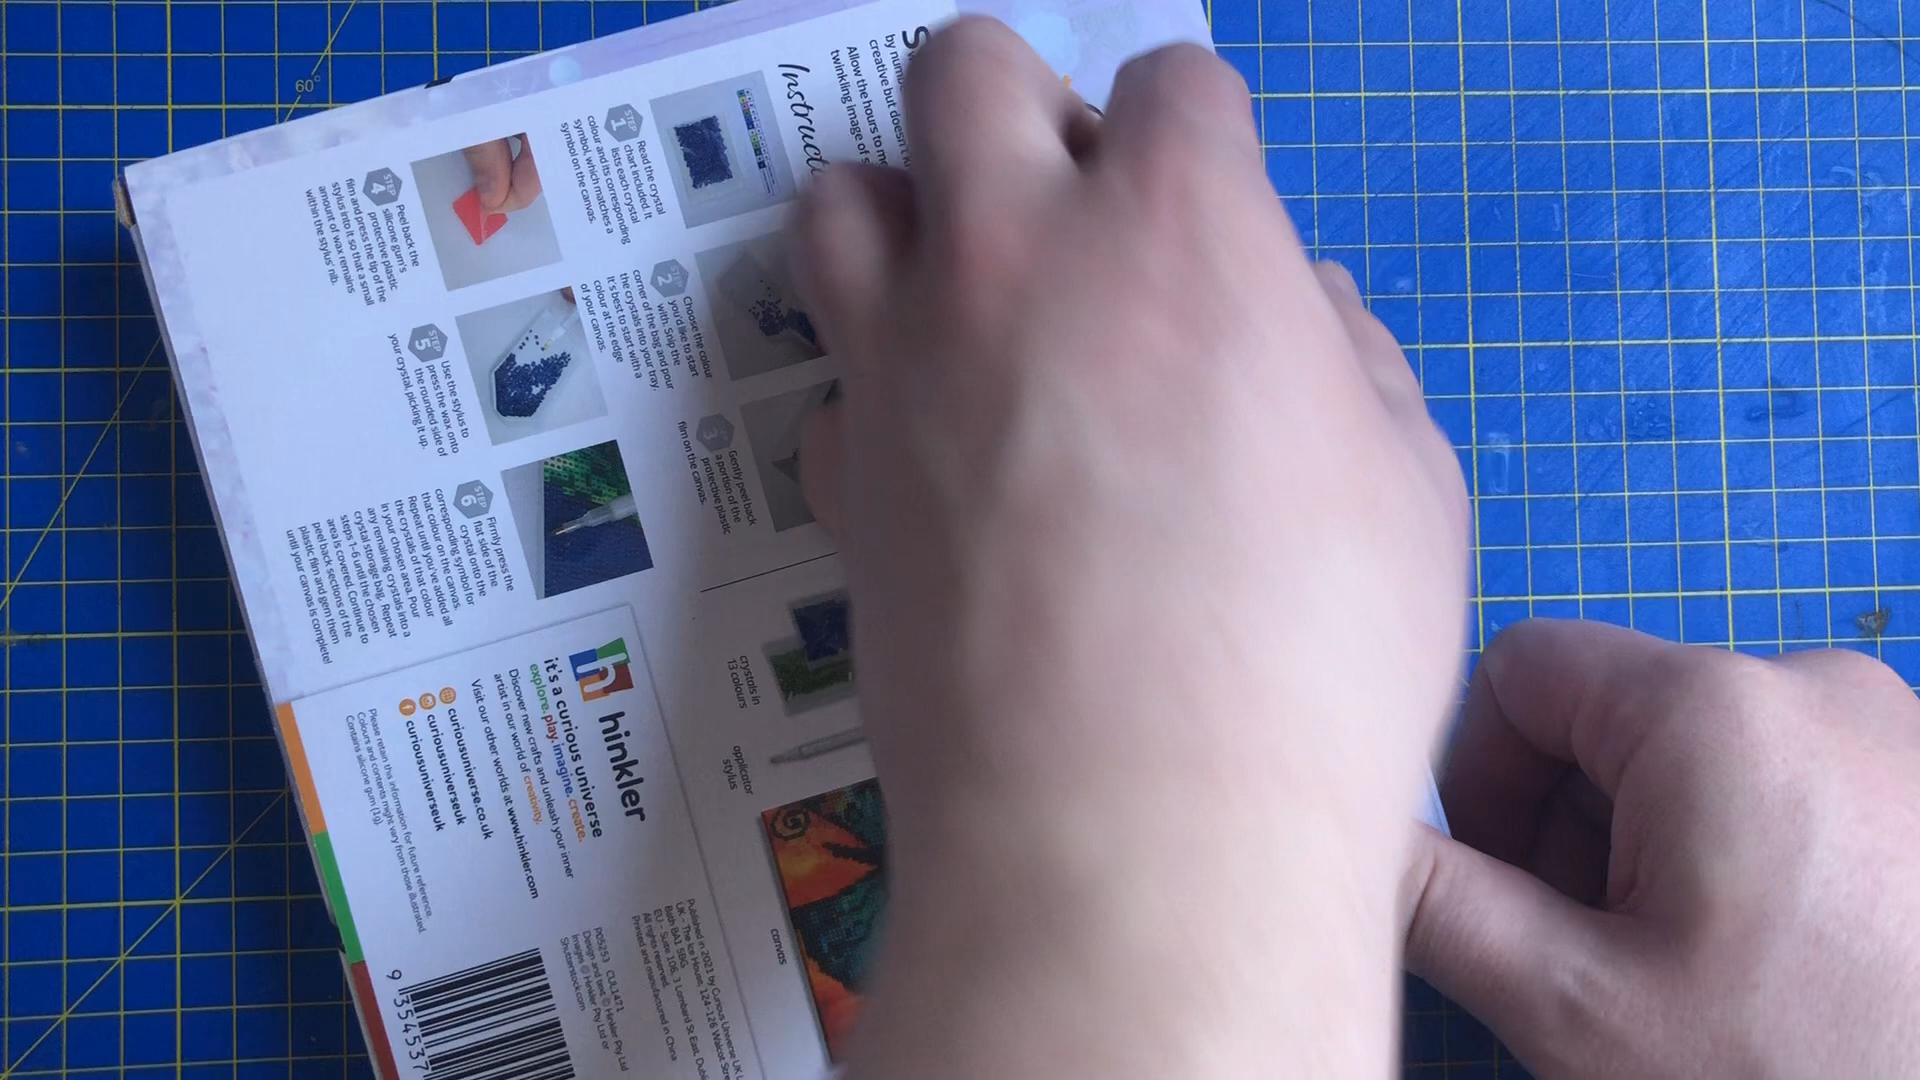 60°
by
creative but doesn't
Allow the hours to
twinkling image of
STEP
1
Read the crystal
chart included. It
lists each crystal
colour and its corresponding
symbol, which matches a
symbol on the canvas.
STEP
2
Choose the colour
you'd like to start
with. Snip the
corner of the bag and pour
the crystals into your tray.
It's best to start with a
colour at the edge
of your canvas.
STEP
3
Gently peel back
a portion of the
protective plastic
film on the canvas.
STEP
4
Peel back the
silicone gum's
protective plastic
film and press the tip of the
stylus into it so that a small
amount of wax remains
within the stylus' nib.
STEP
5
Use the stylus to
press the wax onto
the rounded side of
your crystal, picking it up.
STEP
6
Firmly press the
flat side of the
crystal onto the
corresponding symbol for
that colour on the canvas.
Repeat until you've added all
the crystals of that colour
in your chosen area. Pour
any remaining crystals into a
crystal storage bag. Repeat
steps 1-6 until the chosen
area is covered. Continue to
peel back sections of the
plastic film and gem them
until your canvas is complete!
crystals in
13 colours
applicator
stylus
canvas
h hinkler
it's a curious universe
explore.play.imagine.create.
Discover new crafts and unleash your inner
artist in our world of creativity.
Visit our other worlds at www.hinkler.com
curiousuniverse.co.uk
curiousuniverseuk
curiousuniverseuk
Please retain this information for future reference.
Colours and contents might vary from those illustrated.
Contains silicone gum (1g).
Published in 2021 by Curious Universe UK
UK - The Ice House, 124-126 Walcot
Bath BA1 5BG
EU - Suite 106, 3 Lombard St East,
All rights reserved.
Printed and manufactured in China
P0525J CUL1471
Design and text © Hinkler Pty Ltd
Images © Hinkler Pty Ltd or
Shutterstock.com
9 354537